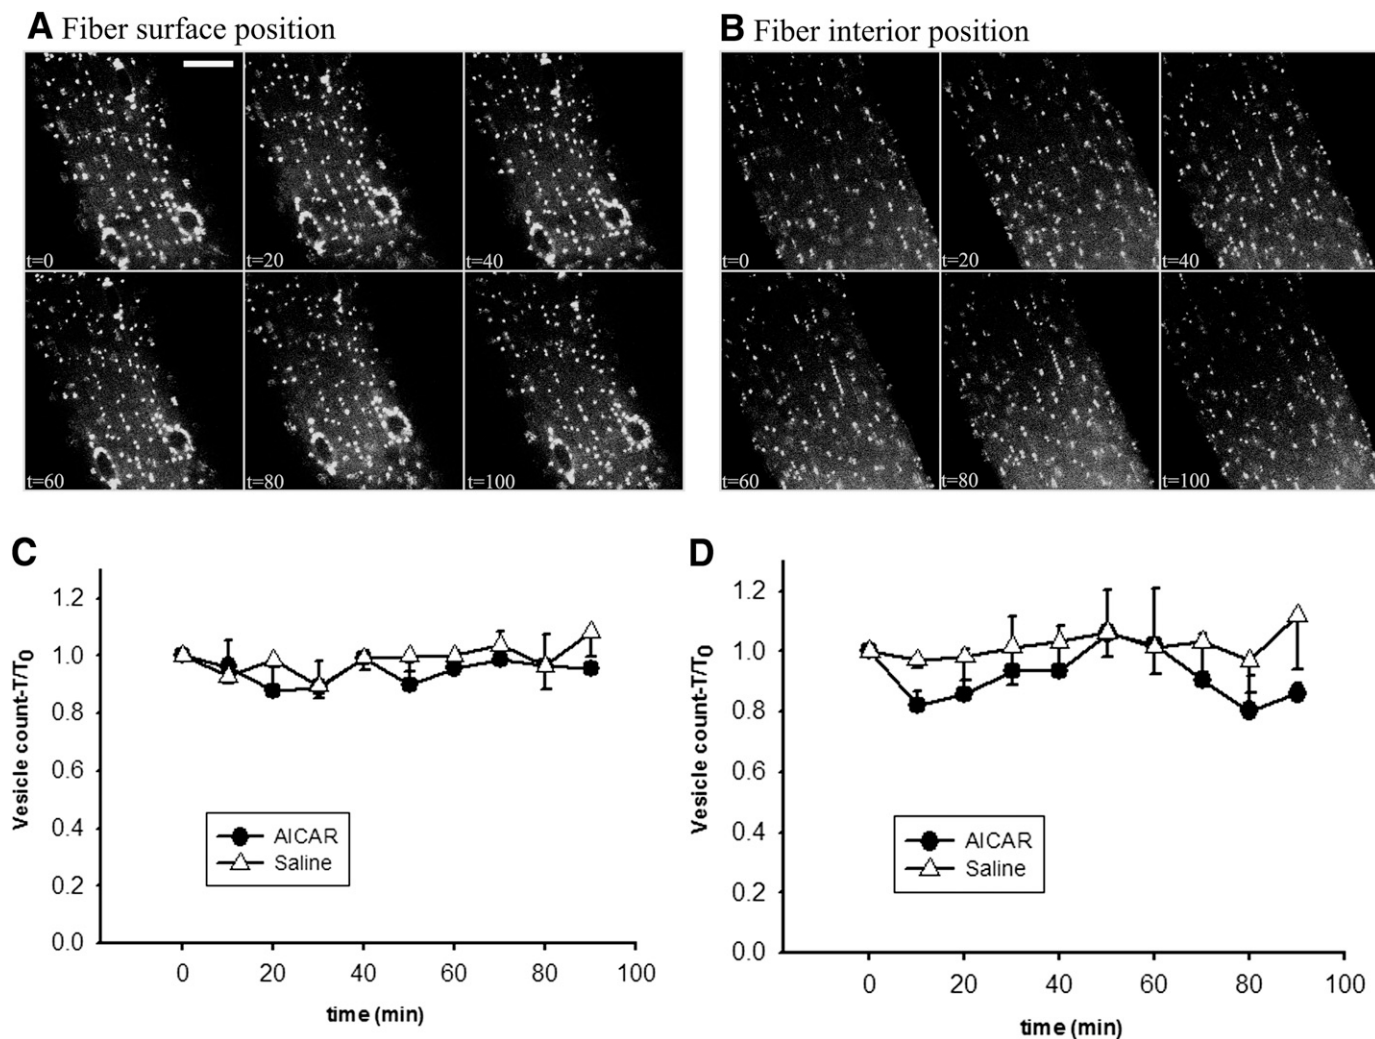 A Fiber surface position
t=0
t=20
t=40
t=60
t=80
t=100
B Fiber interior position
t=0
t=20
t=40
t=60
t=80
t=100
C
Vesicle count-T/T0
1.2
1.0
0.8
0.6
0.4
0.2
0.0
AICAR
Saline
0 20 40 60 80 100
time (min)
D
Vesicle count-T/T0
1.2
1.0
0.8
0.6
0.4
0.2
0.0
AICAR
Saline
0 20 40 60 80 100
time (min)